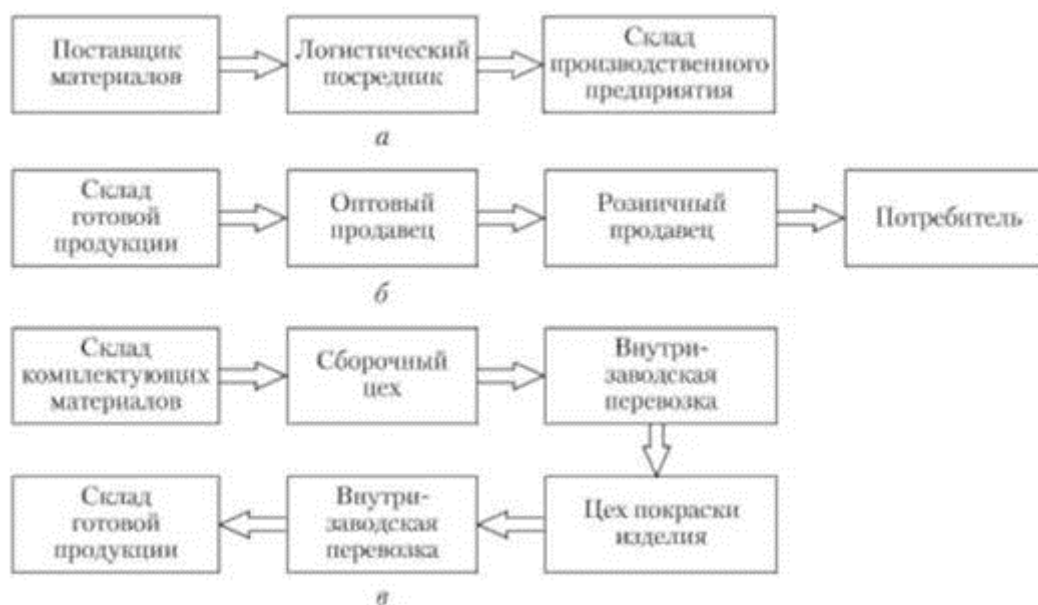 Поставщик
материалов
Логистический
посредник
Склад
производственного
предприятия
а
Склад
готовой
продукции
Оптовый
продавец
Розничный
продавец
Потребитель
б
Склад
комплектующих
материалов
Сборочный
цех
Внутри-
заводская
перевозка
Цех покраски
изделия
Внутри-
заводская
перевозка
Склад
готовой
продукции
в